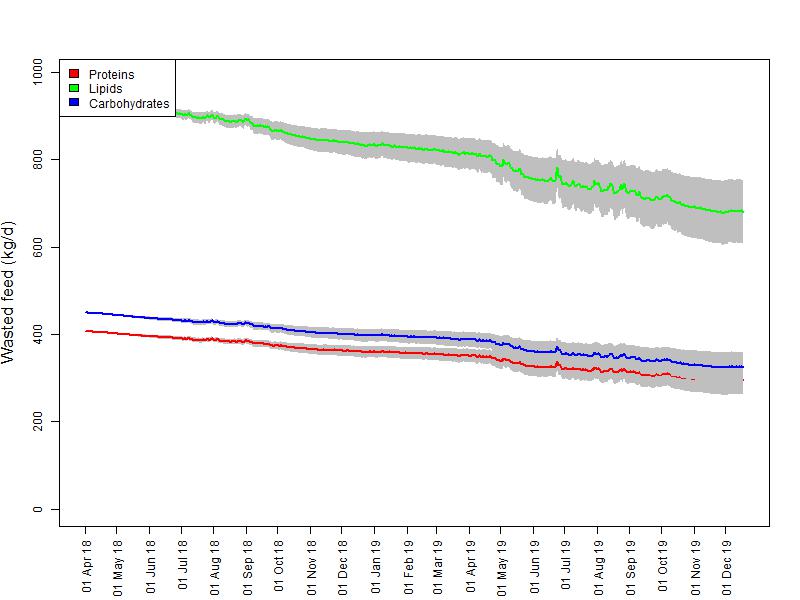 Proteins
Lipids
Carbohydrates
Wasted feed (kg/d)
1000
800
600
400
200
0
01 Apr 18
01 May 18
01 Jun 18
01 Jul 18
01 Aug 18
01 Sep 18
01 Oct 18
01 Nov 18
01 Dec 18
01 Jan 19
01 Feb 19
01 Mar 19
01 Apr 19
01 May 19
01 Jun 19
01 Jul 19
01 Aug 19
01 Sep 19
01 Oct 19
01 Nov 19
01 Dec 19